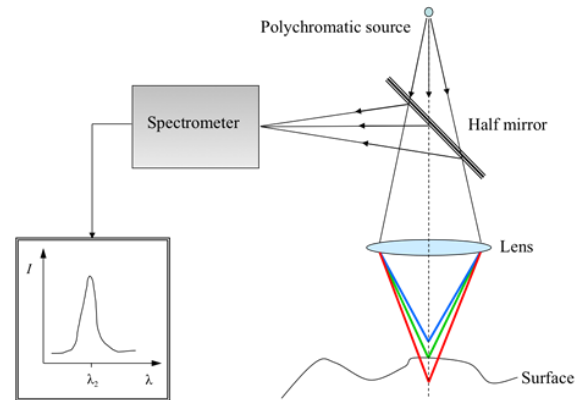 Polychromatic source
Spectrometer
Half mirror
I
Lens
λ₂
λ
Surface